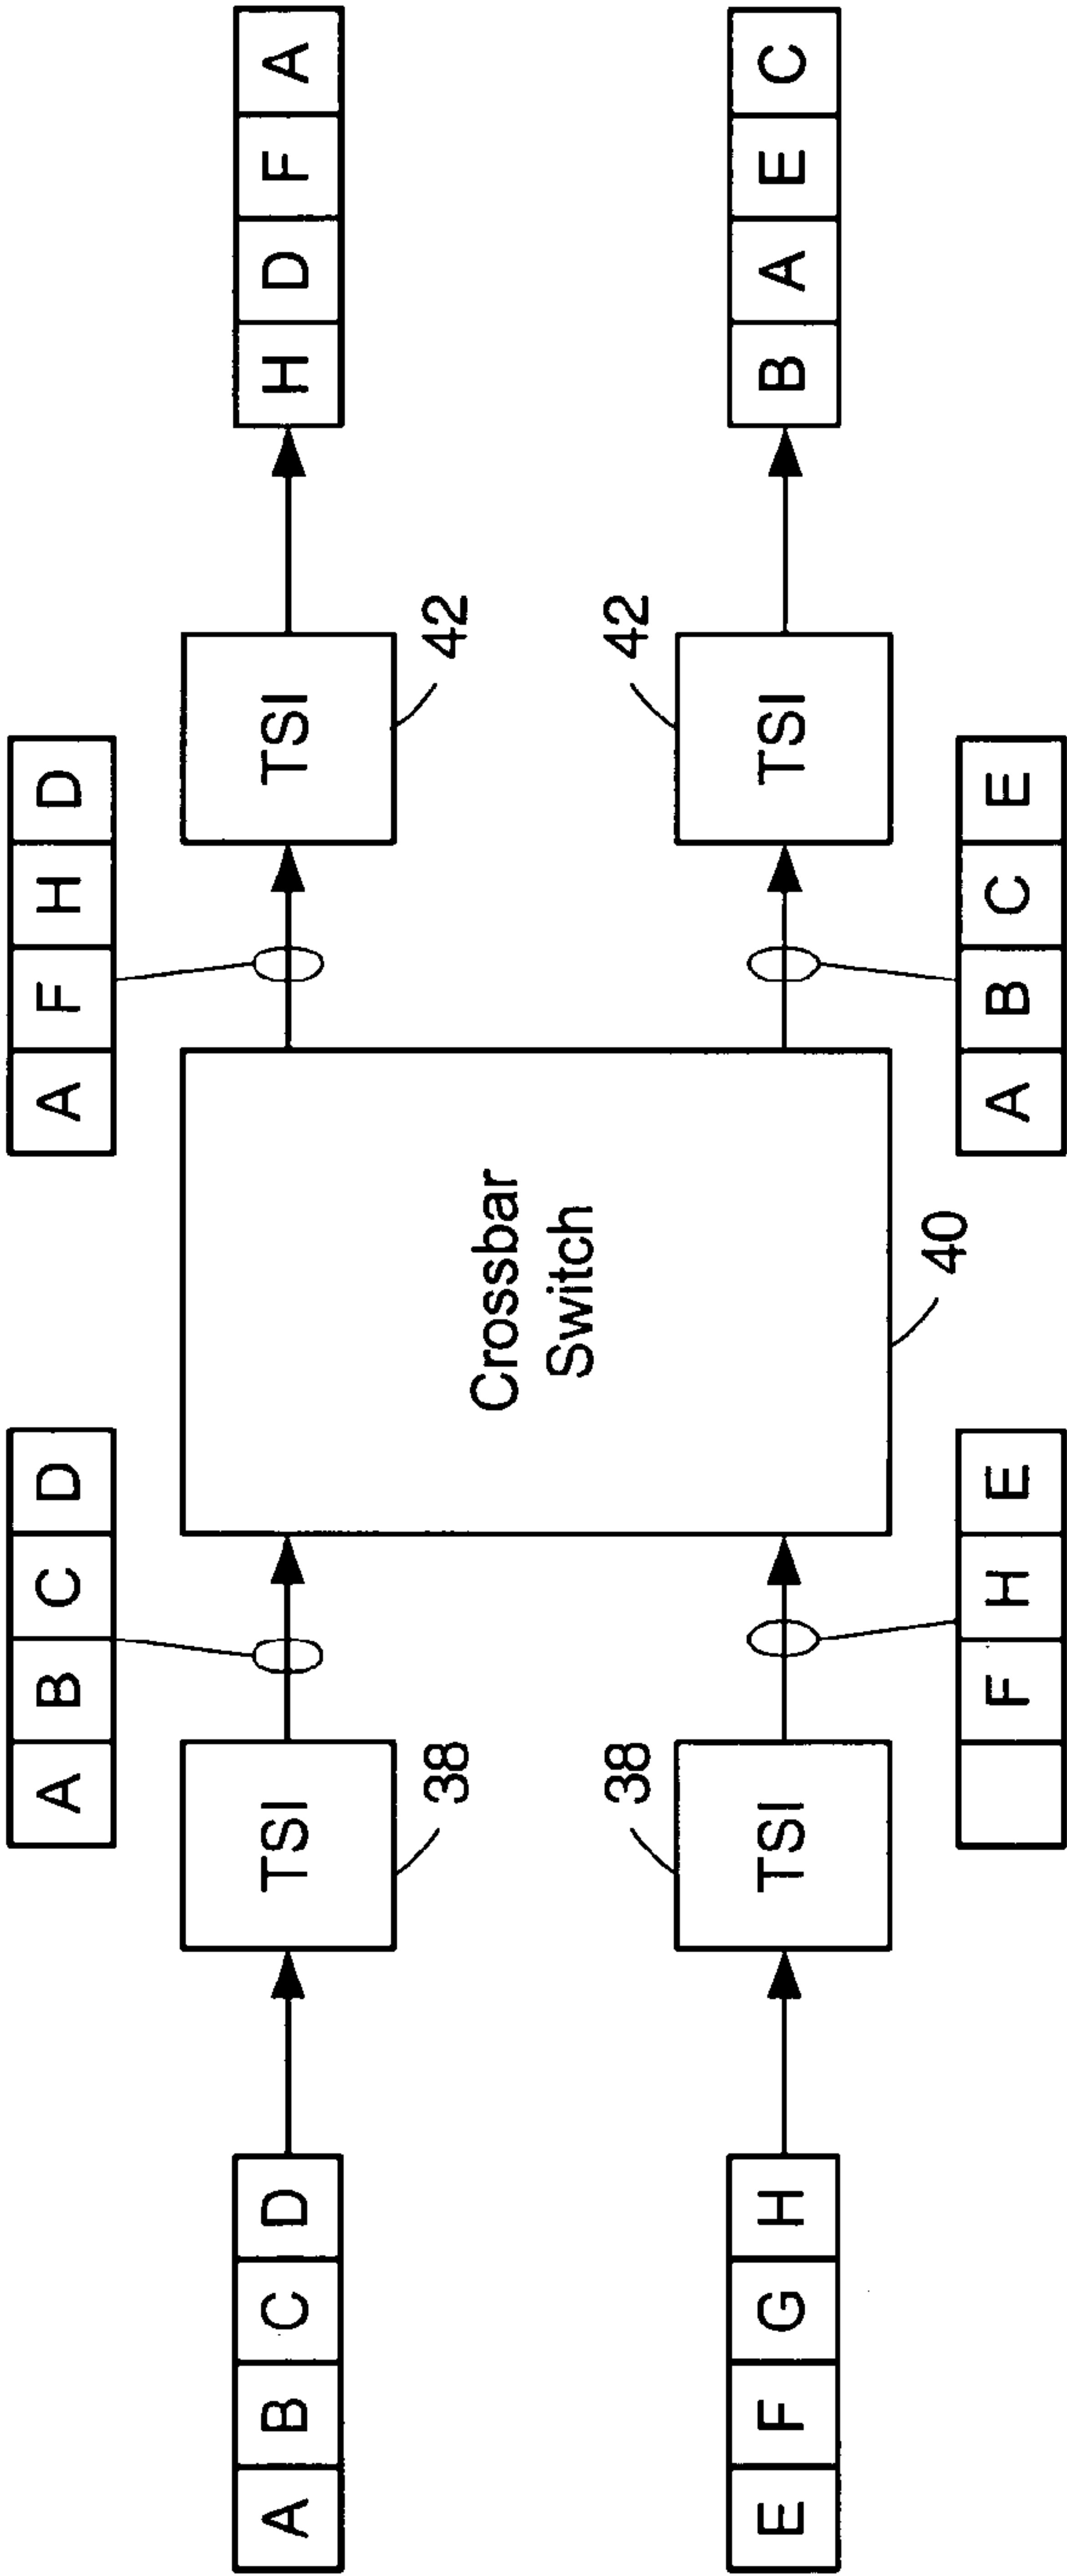 A B C D
A F H D
A B C D
TSI
TSI
H D F A
38
42
Crossbar
Switch
38
42
E F G H
TSI
TSI
B A E C
40
F H E
A B C E